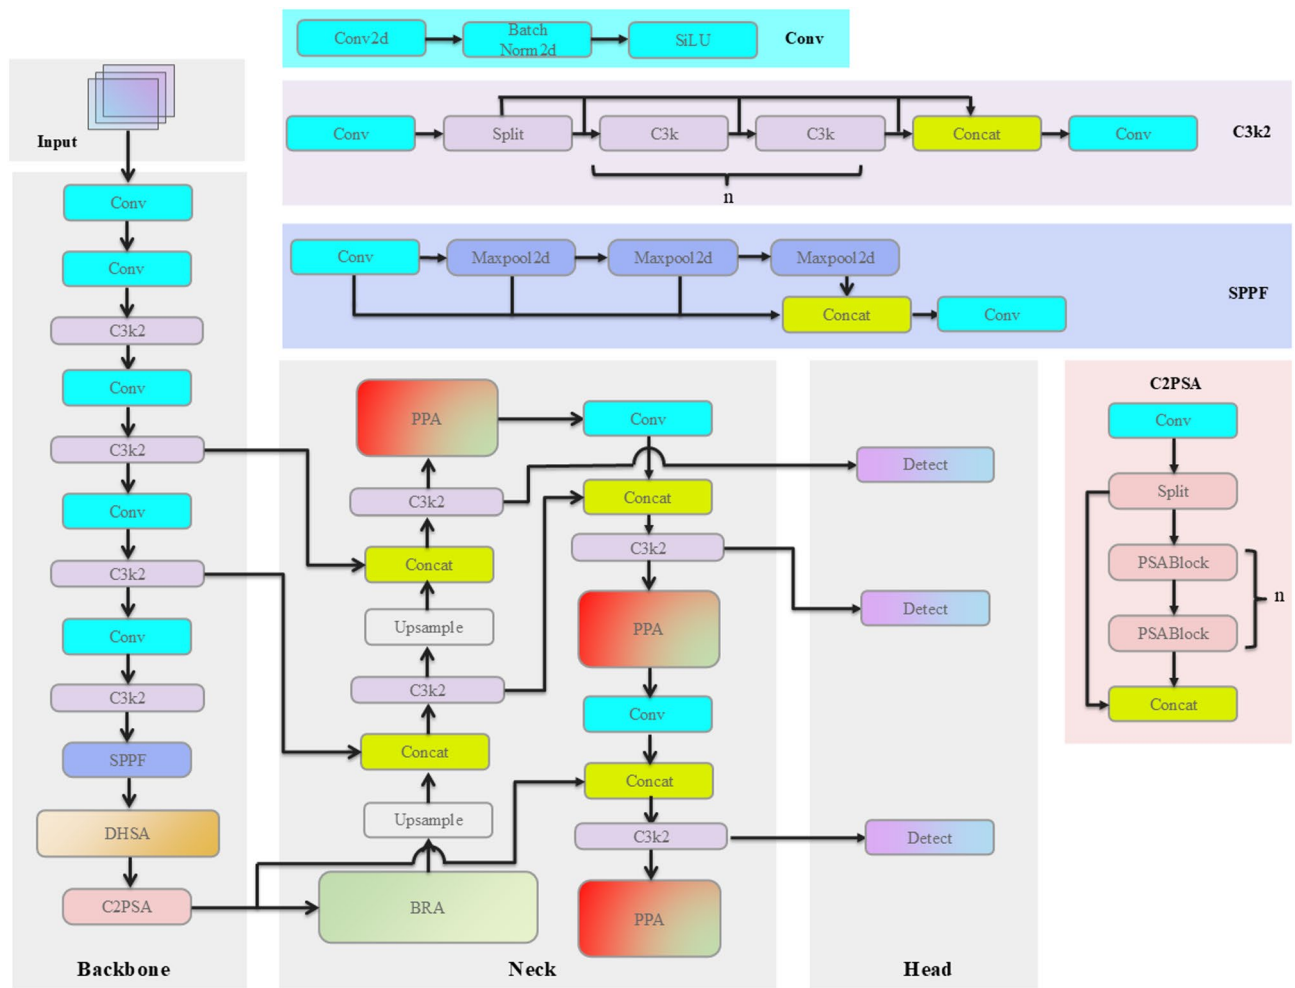 Conv2d
Batch
Norm2d
SiLU
Conv
Input
Conv
Split
C3k
C3k
Concat
Conv
C3k2
n
Conv
Maxpool2d
Maxpool2d
Maxpool2d
Concat
Conv
SPPF
Conv
Conv
C3k2
Conv
C3k2
Conv
C3k2
Conv
C3k2
SPPF
DHSA
C2PSA
Backbone
PPA
C3k2
Concat
Upsample
C3k2
Concat
Upsample
BRA
Conv
Concat
C3k2
PPA
Conv
Concat
C3k2
PPA
Neck
Detect
Detect
Detect
Head
C2PSA
Conv
Split
PSABlock
PSABlock
n
Concat